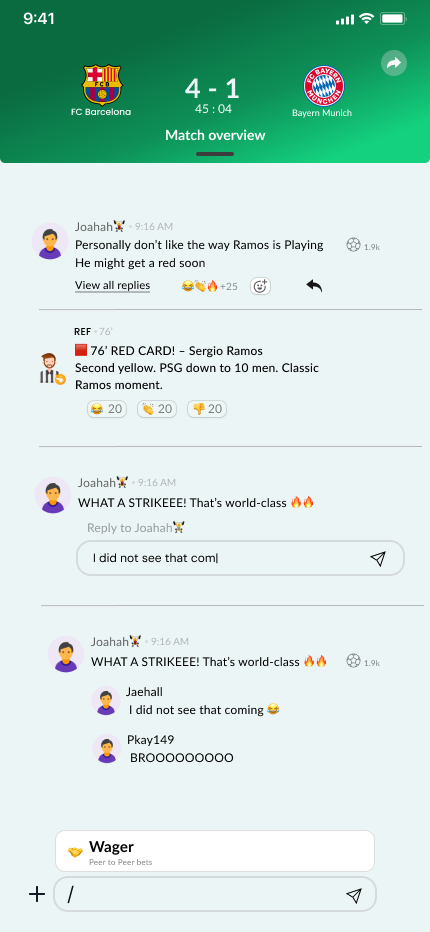 9:41
FCB
FC BAYERN
MÜNCHEN
4 - 1
FC Barcelona
45 : 04
Bayern Munich
Match overview
Joahah🏋 • 9:16 AM
Personally don't like the way Ramos is Playing
1.9k
He might get a red soon
View all replies
😂👏🔥+25
REF • 76'
🟥 76' RED CARD! – Sergio Ramos
Second yellow. PSG down to 10 men. Classic
Ramos moment.
😂 20 👏 20 👎 20
Joahah🏋 • 9:16 AM
WHAT A STRIKEEE! That's world-class 🔥🔥
Reply to Joahah🏋
I did not see that com|
Joahah🏋 • 9:16 AM
WHAT A STRIKEEE! That's world-class 🔥🔥
1.9k
Jaehall
I did not see that coming 😂
Pkay149
BROOOOOOOOO
🤝 Wager
Peer to Peer bets
+ /